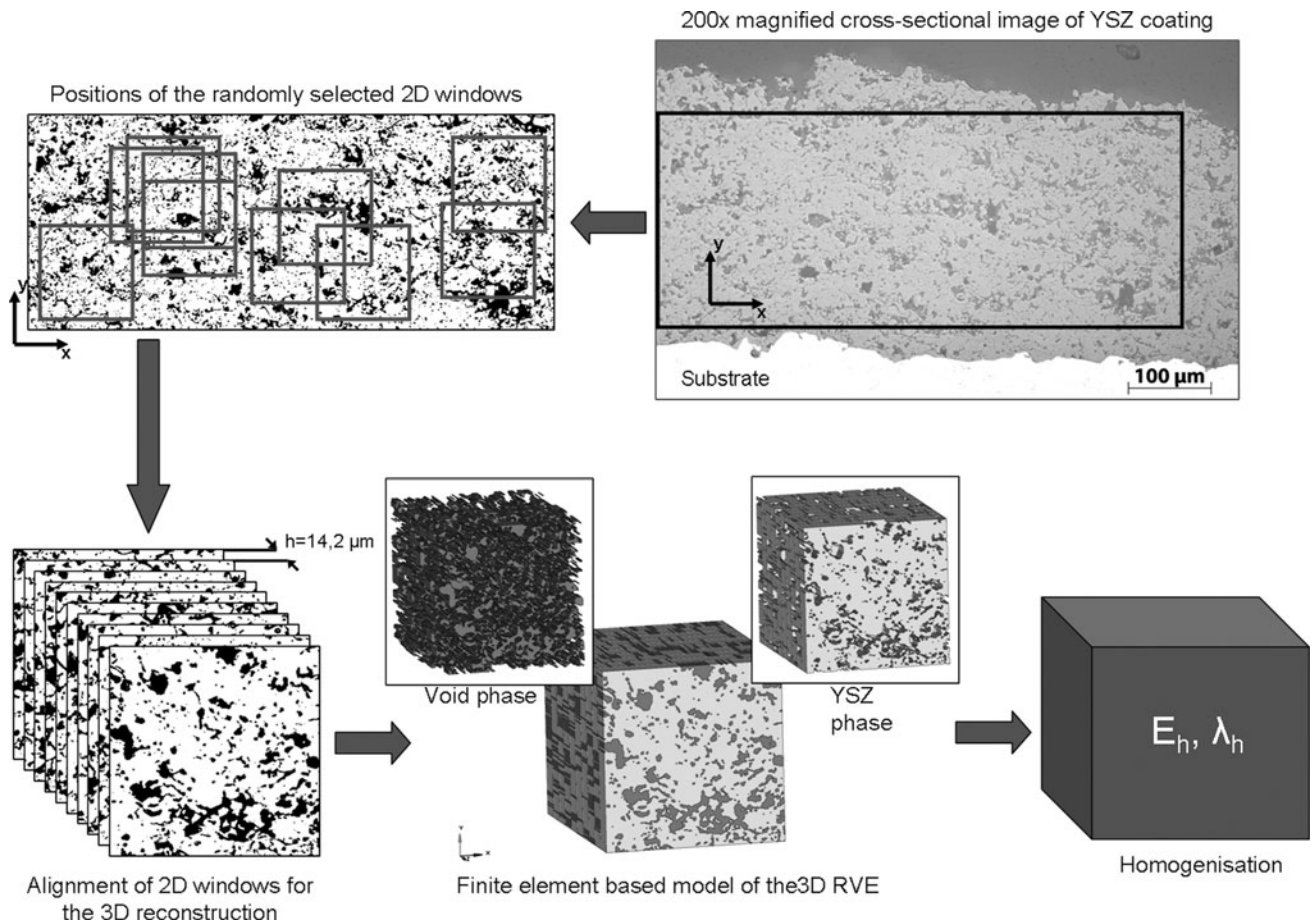 200x magnified cross-sectional image of YSZ coating
Positions of the randomly selected 2D windows
y
x
y
x
Substrate
100 µm
h=14,2 µm
Void phase
YSZ
phase
E_h, λ_h
Y
X
Homogenisation
Alignment of 2D windows for
the 3D reconstruction
Finite element based model of the3D RVE